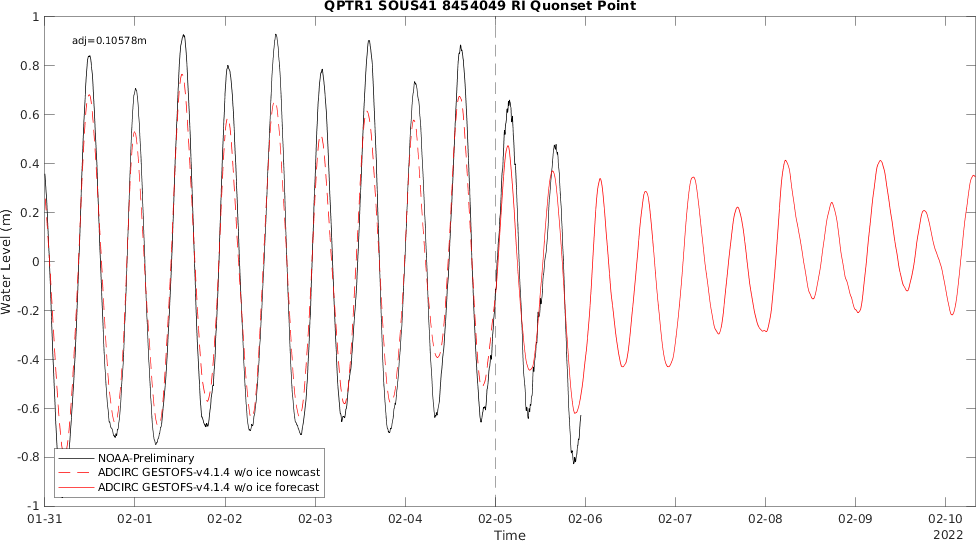 QPTR1 SOUS41 8454049 RI Quonset Point
adj=0.10578m
1
0.8
0.6
0.4
0.2
0
-0.2
-0.4
-0.6
-0.8
-1
Water Level (m)
NOAA-Preliminary
ADCIRC GESTOFS-v4.1.4 w/o ice nowcast
ADCIRC GESTOFS-v4.1.4 w/o ice forecast
01-31 02-01 02-02 02-03 02-04 02-05 02-06 02-07 02-08 02-09 02-10
Time
2022